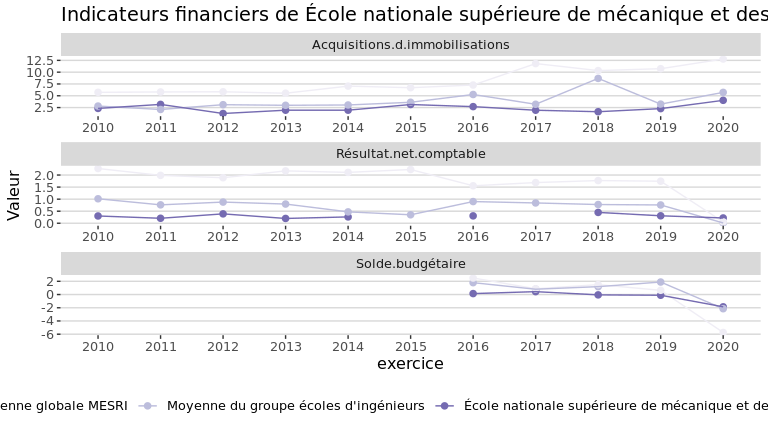 Indicateurs financiers de École nationale supérieure de mécanique et des
Acquisitions.d.immobilisations
12.5
10.0
7.5
5.0
2.5
2010 2011 2012 2013 2014 2015 2016 2017 2018 2019 2020
Résultat.net.comptable
2.0
1.5
1.0
0.5
0.0
2010 2011 2012 2013 2014 2015 2016 2017 2018 2019 2020
Solde.budgétaire
2
0
-2
-4
-6
2010 2011 2012 2013 2014 2015 2016 2017 2018 2019 2020
Valeur
exercice
enne globale MESRI Moyenne du groupe écoles d'ingénieurs École nationale supérieure de mécanique et de